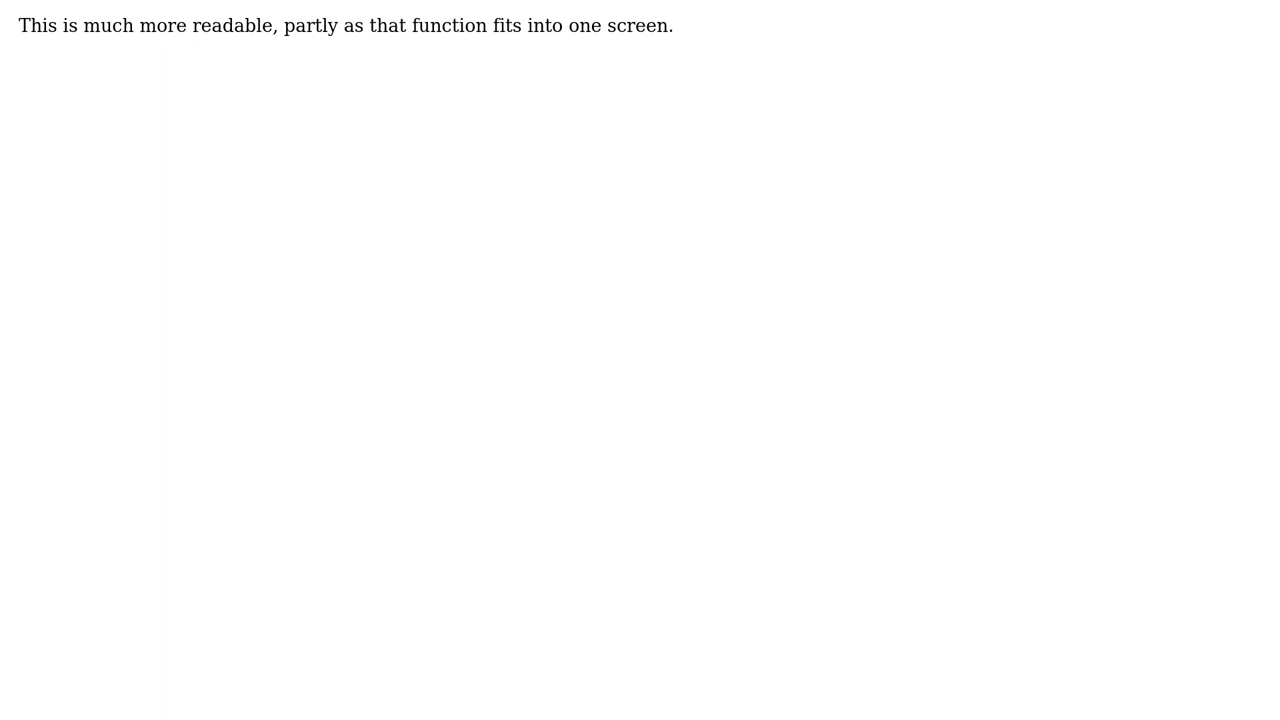 This is much more readable, partly as that function fits into one screen.